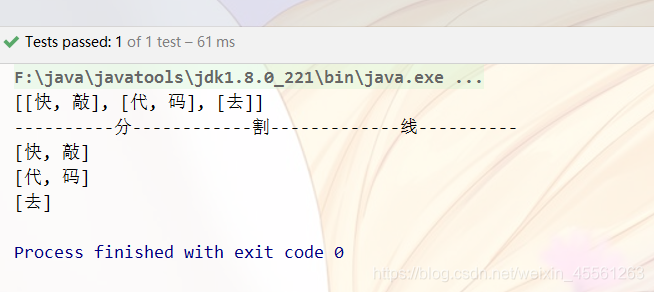 Tests passed: 1 of 1 test – 61 ms
F:\java\javatools\jdk1.8.0_221\bin\java.exe ...
[[快, 敲], [代, 码], [去]]
----------分------------割-------------线----------
[快, 敲]
[代, 码]
[去]
Process finished with exit code 0
https://blog.csdn.net/weixin_45561263